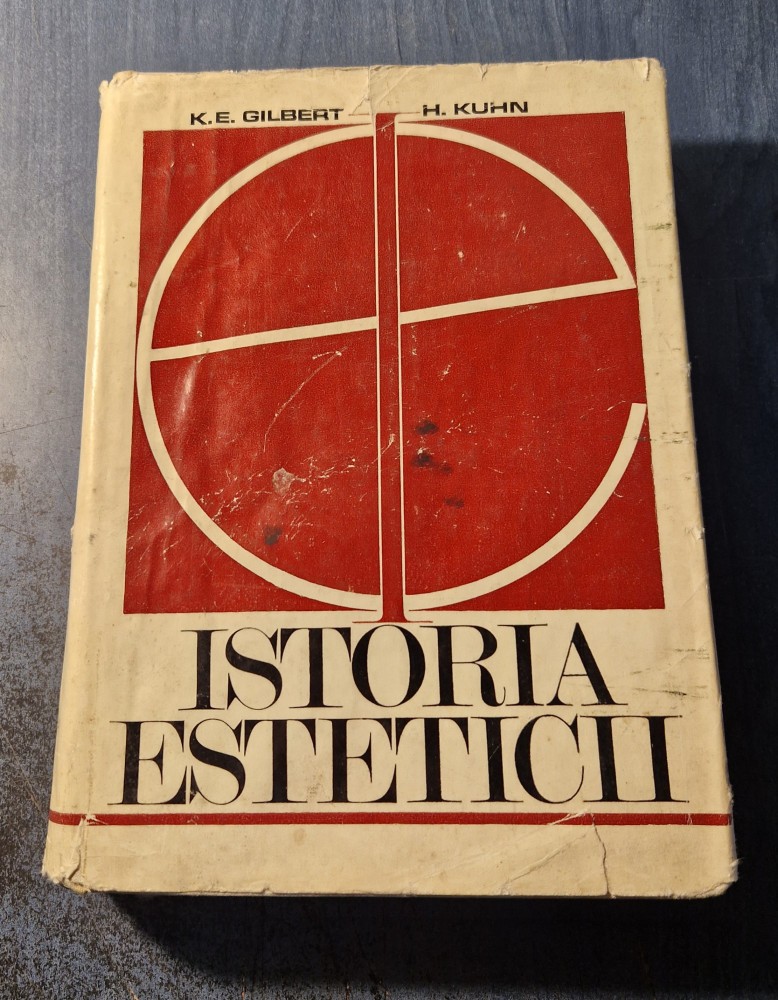 K.E. GILBERT H. KUHN
ISTORIA
ESTETICII